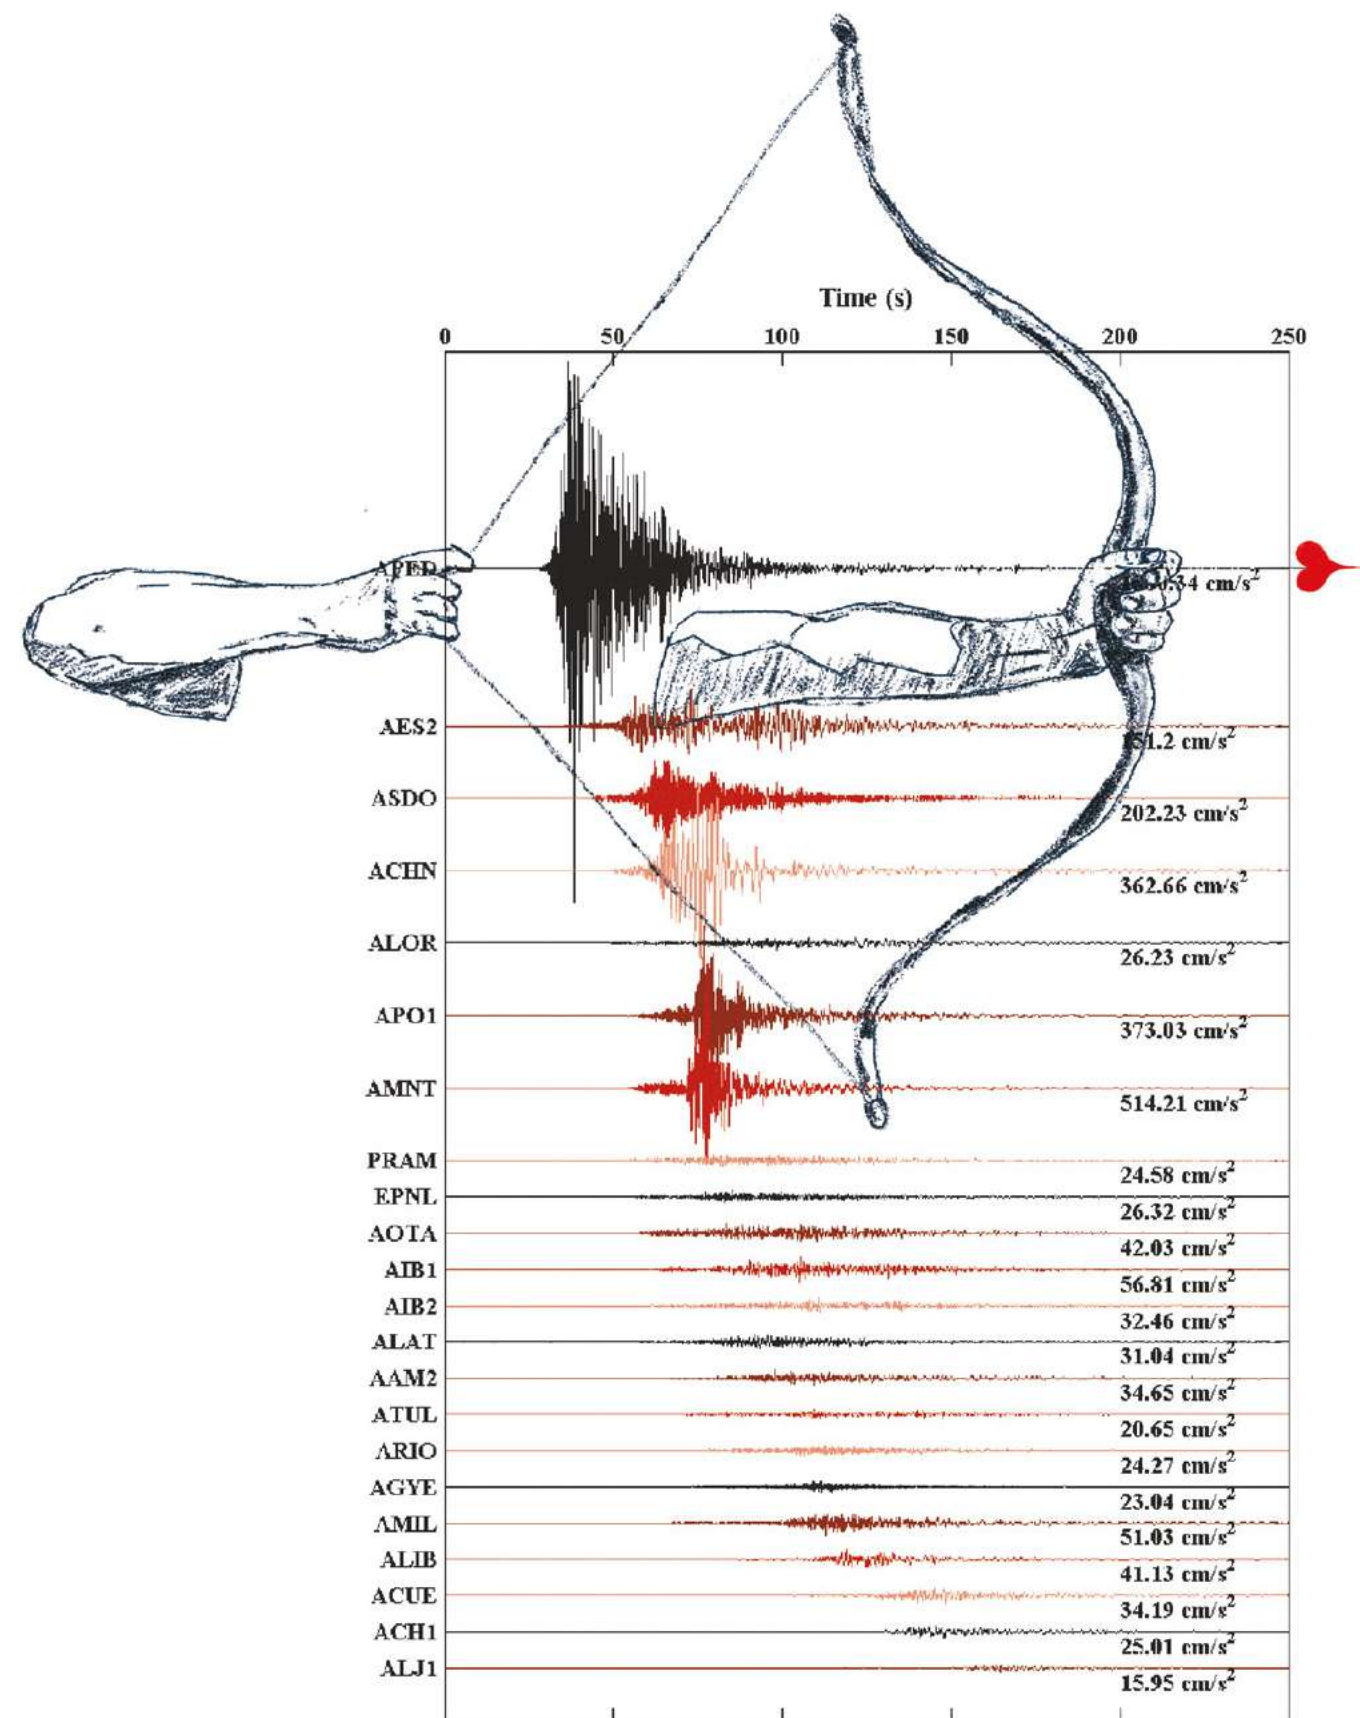 Time (s)
0 50 100 150 200 250
APED .34 cm/s²
AES2 151.2 cm/s²
ASDO 202.23 cm/s²
ACHN 362.66 cm/s²
ALOR 26.23 cm/s²
APO1 373.03 cm/s²
AMNT 514.21 cm/s²
PRAM 24.58 cm/s²
EPNL 26.32 cm/s²
AOTA 42.03 cm/s²
AIB1 56.81 cm/s²
AIB2 32.46 cm/s²
ALAT 31.04 cm/s²
AAM2 34.65 cm/s²
ATUL 20.65 cm/s²
ARIO 24.27 cm/s²
AGYE 23.04 cm/s²
AMIL 51.03 cm/s²
ALIB 41.13 cm/s²
ACUE 34.19 cm/s²
ACH1 25.01 cm/s²
ALJ1 15.95 cm/s²